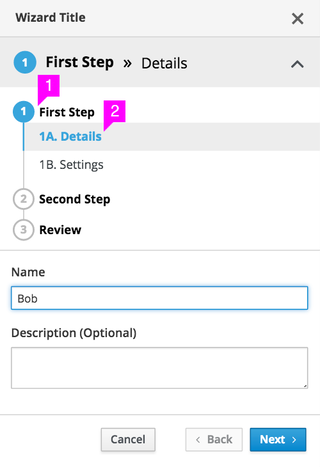 Wizard Title
1 First Step » Details
1
1 First Step
2
1A. Details
1B. Settings
2 Second Step
3 Review
Name
Bob
Description (Optional)
Cancel
< Back
Next >